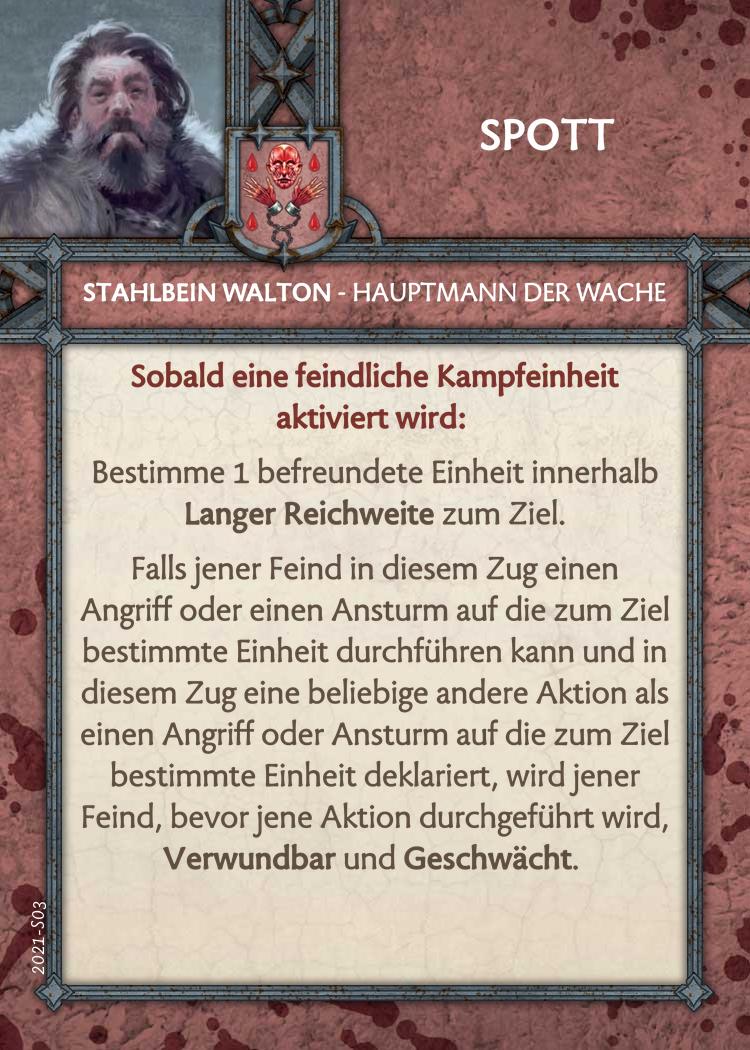 SPOTT
STAHLBEIN WALTON - HAUPTMANN DER WACHE
Sobald eine feindliche Kampfeinheit
aktiviert wird:
Bestimme 1 befreundete Einheit innerhalb
Langer Reichweite zum Ziel.
Falls jener Feind in diesem Zug einen
Angriff oder einen Ansturm auf die zum Ziel
bestimmte Einheit durchführen kann und in
diesem Zug eine beliebige andere Aktion als
einen Angriff oder Ansturm auf die zum Ziel
bestimmte Einheit deklariert, wird jener
Feind, bevor jene Aktion durchgeführt wird,
Verwundbar und Geschwächt.
2021-S03